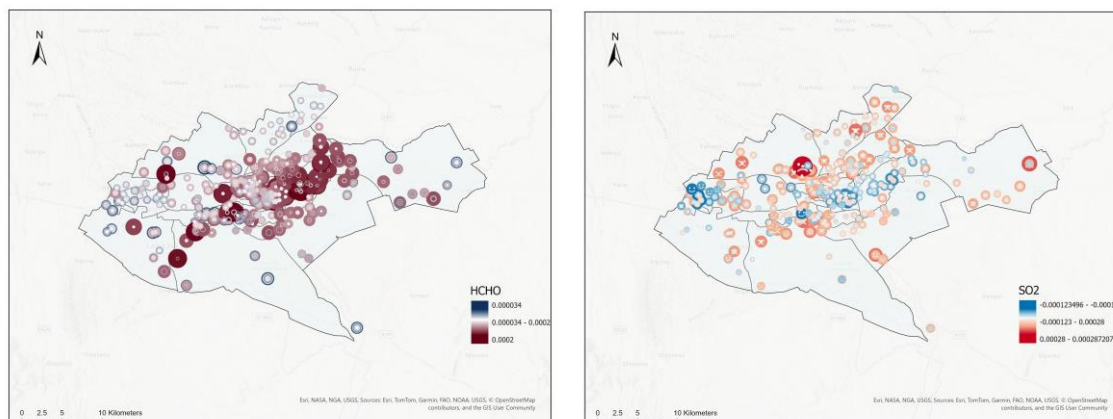 N
HCHO
0.000034
0.000034 - 0.0002
0.0002
Esri, NASA, NGA, USGS, Sources: Esri, TomTom, Garmin, FAO, NOAA, USGS, © OpenStreetMap
contributors, and the GIS User Community
0 2.5 5 10 Kilometers
N
SO2
-0.000123496 - -0.0001
-0.000123 - 0.00028
0.00028 - 0.000287207
Esri, NASA, NGA, USGS, Sources: Esri, TomTom, Garmin, FAO, NOAA, USGS, © OpenStreetMap
contributors, and the GIS User Community
0 2.5 5 10 Kilometers